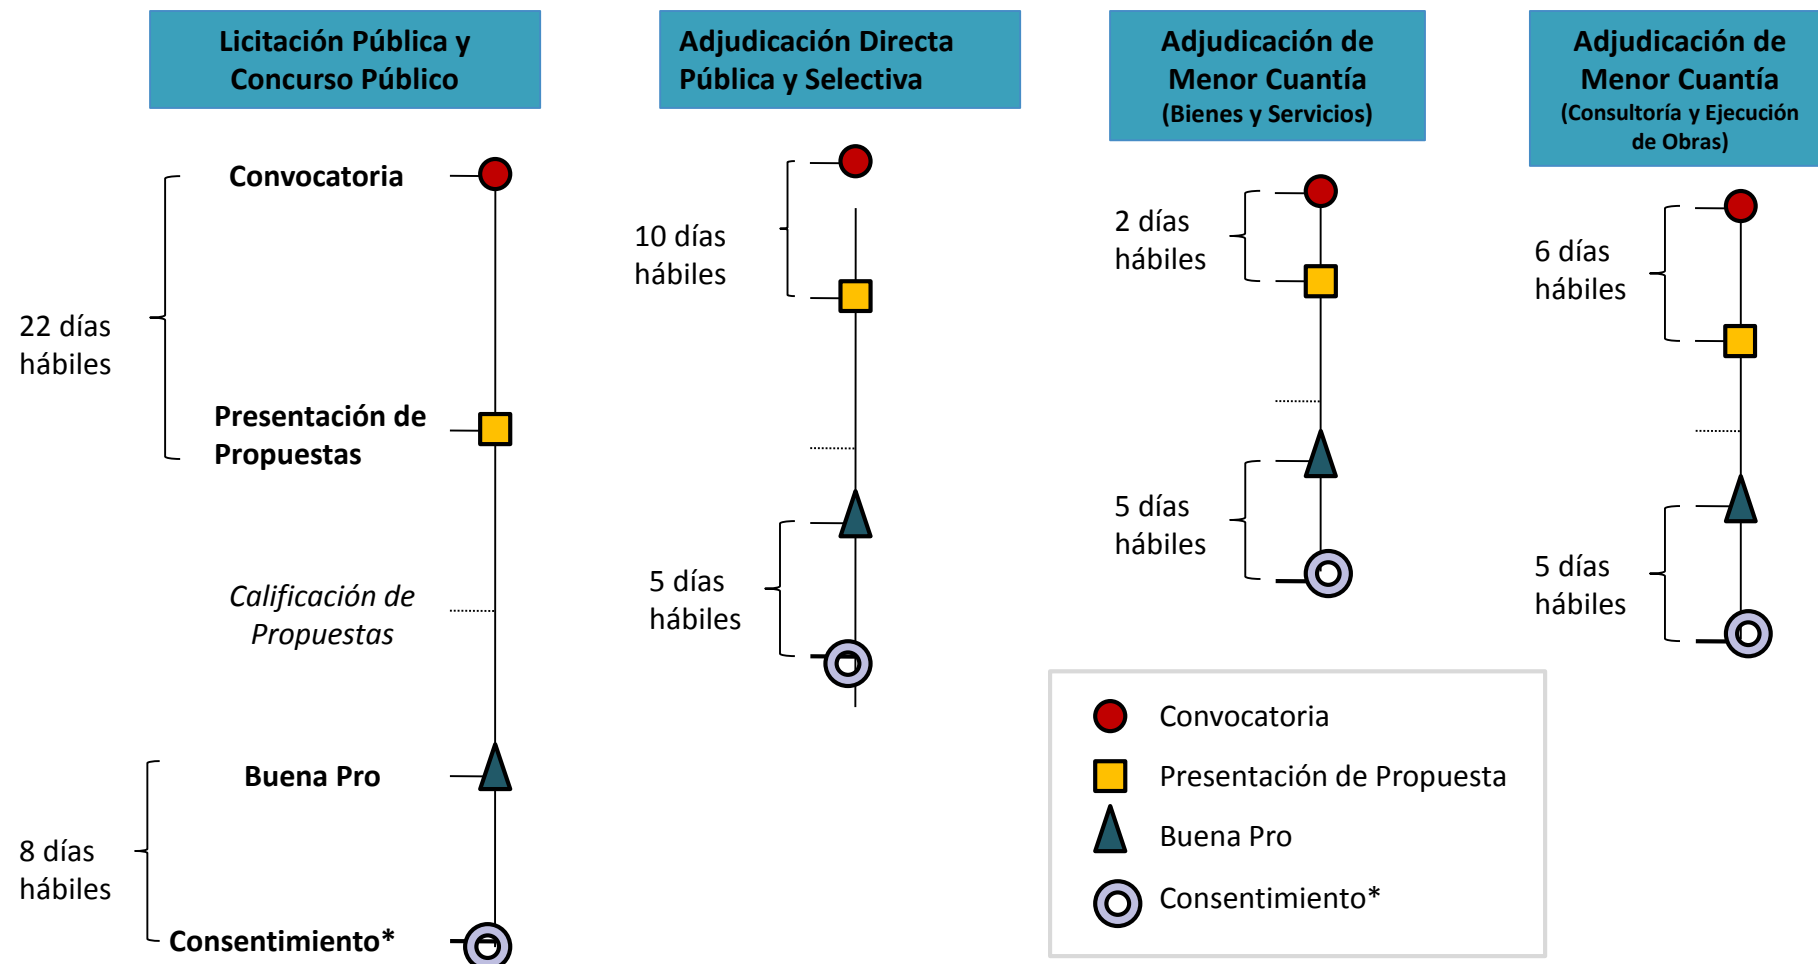 Licitación Pública y
Concurso Público
Convocatoria
22 días
hábiles
Presentación de
Propuestas
Calificación de
Propuestas
Buena Pro
8 días
hábiles
Consentimiento*
Adjudicación Directa
Pública y Selectiva
10 días
hábiles
5 días
hábiles
Adjudicación de
Menor Cuantía
(Bienes y Servicios)
2 días
hábiles
5 días
hábiles
Adjudicación de
Menor Cuantía
(Consultoría y Ejecución
de Obras)
6 días
hábiles
5 días
hábiles
Convocatoria
Presentación de Propuesta
Buena Pro
Consentimiento*